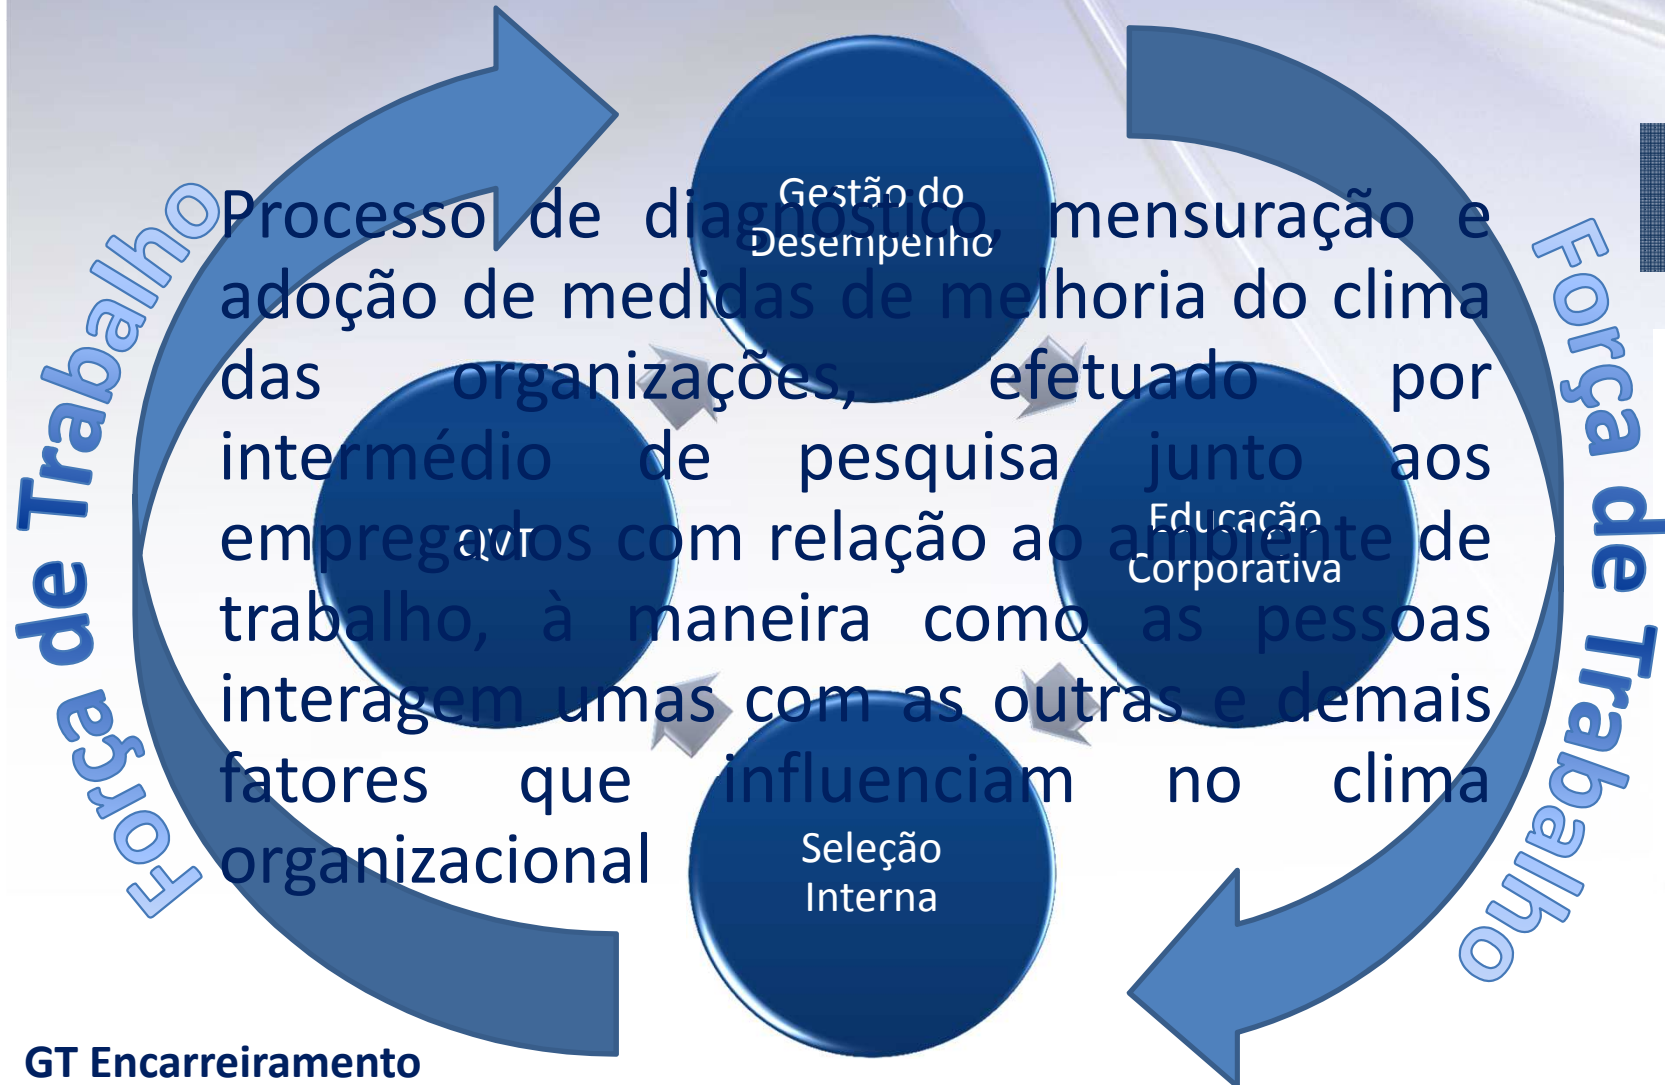 Gestão do
Desempenho
Processo de diagnóstico, mensuração e
adoção de medidas de melhoria do clima
das organizações, efetuado por
intermédio de pesquisa junto aos
empregados com relação ao ambiente de
trabalho, à maneira como as pessoas
interagem umas com as outras e demais
fatores que influenciam no clima
organizacional
QVT
Educação
Corporativa
Seleção
Interna
Força de Trabalho
Força de Trabalho
GT Encarreiramento